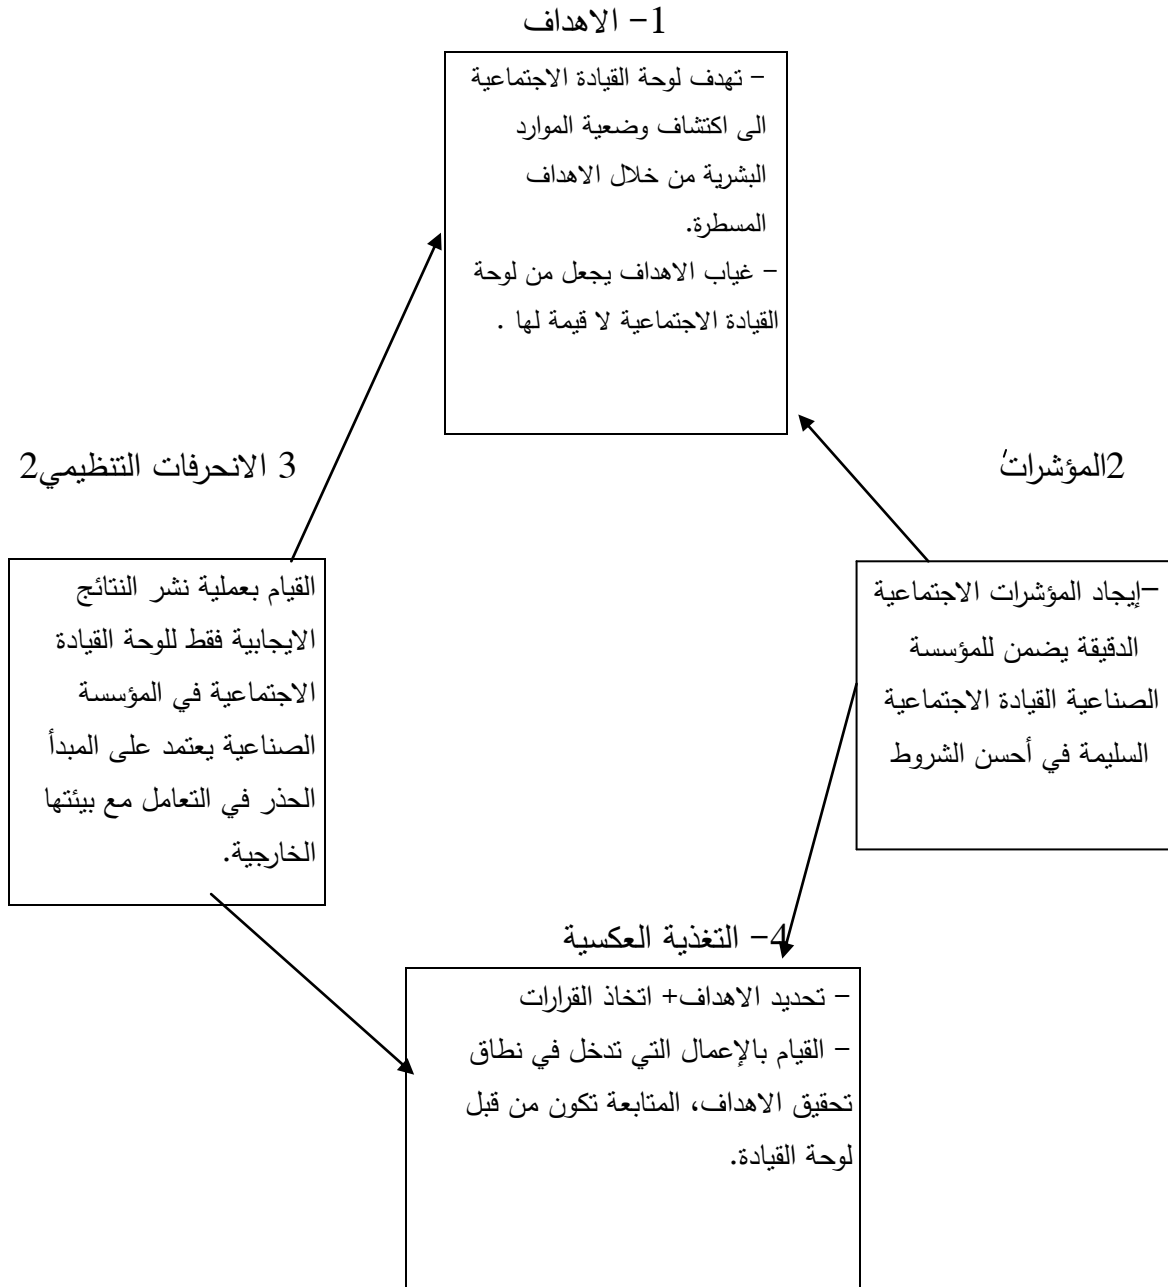 1- الاهداف
- تهدف لوحة القيادة الاجتماعية
الى اكتشاف وضعية الموارد
البشرية من خلال الاهداف
المسطرة.
- غياب الاهداف يجعل من لوحة
القيادة الاجتماعية لا قيمة لها .
2المؤشرات
-إيجاد المؤشرات الاجتماعية
الدقيقة يضمن للمؤسسة
الصناعية القيادة الاجتماعية
السليمة في أحسن الشروط
3 الانحرفات التنظيمي2
القيام بعملية نشر النتائج
الايجابية فقط للوحة القيادة
الاجتماعية في المؤسسة
الصناعية يعتمد على المبدأ
الحذر في التعامل مع بيئتها
الخارجية.
4- التغذية العكسية
- تحديد الاهداف+ اتخاذ القرارات
- القيام بالإعمال التي تدخل في نطاق
تحقيق الاهداف، المتابعة تكون من قبل
لوحة القيادة.